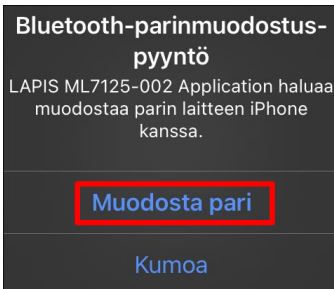 Bluetooth-parinmuodostus-
pyyntö
LAPIS ML7125-002 Application haluaa
muodostaa parin laitteen iPhone
kanssa.
Muodosta pari
Kumoa